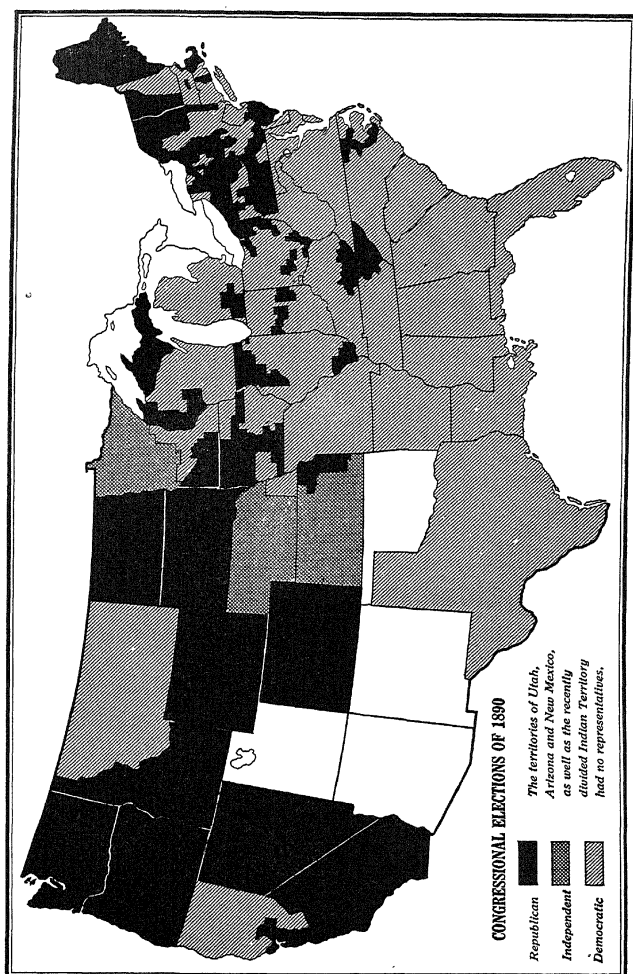 CONGRESSIONAL ELECTIONS OF 1890
Republican
Independent
Democratic
The territories of Utah,
Arizona and New Mexico,
as well as the recently
divided Indian Territory
had no representatives.